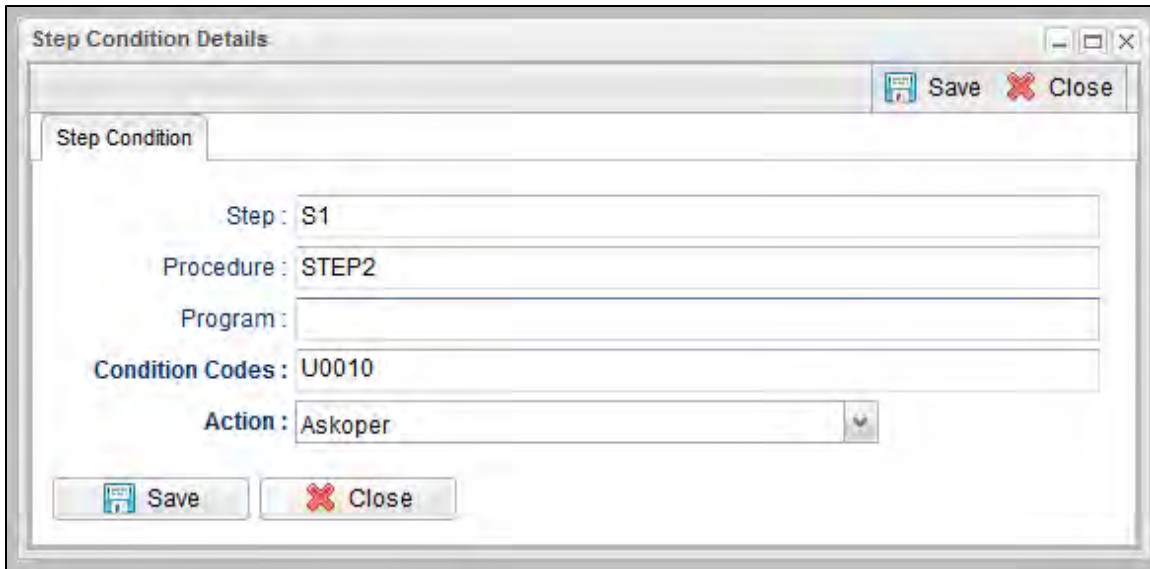 Step Condition Details
Save Close
Step Condition
Step : S1
Procedure : STEP2
Program :
Condition Codes : U0010
Action : Askoper
Save Close